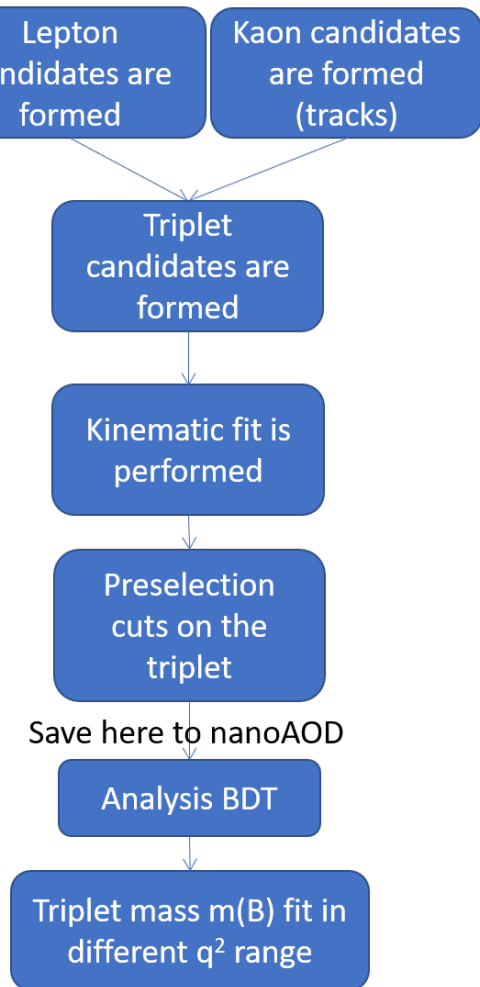 Lepton
ndidates are
formed
Kaon candidates
are formed
(tracks)
Triplet
candidates are
formed
Kinematic fit is
performed
Preselection
cuts on the
triplet
Save here to nanoAOD
Analysis BDT
Triplet mass m(B) fit in
different q² range